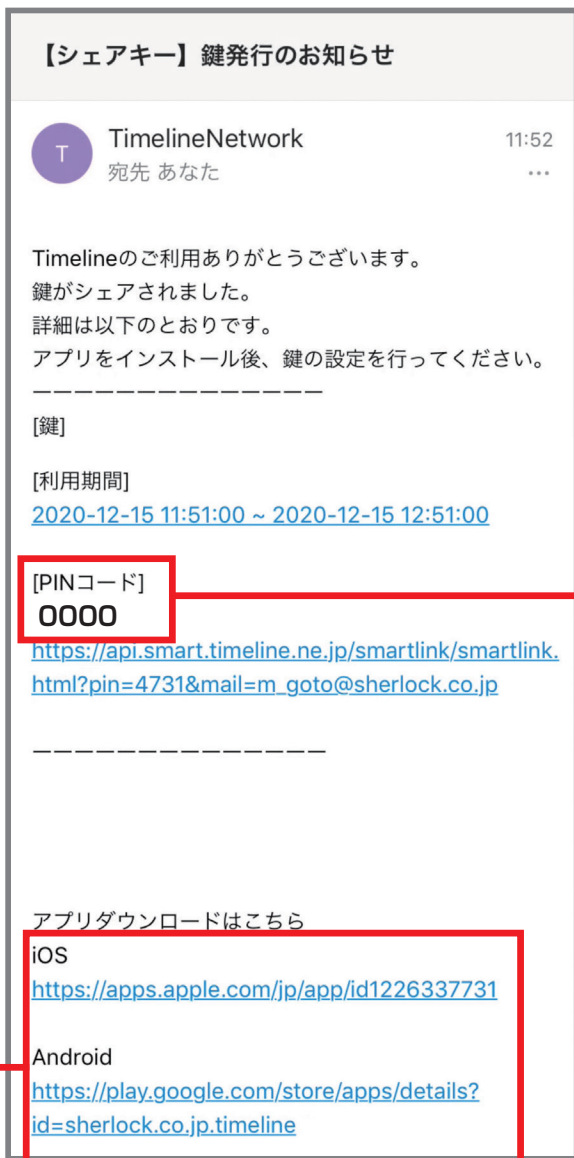 【シェアキー】鍵発行のお知らせ
T
TimelineNetwork
11:52
宛先 あなた
...
Timelineのご利用ありがとうございます。
鍵がシェアされました。
詳細は以下のとおりです。
アプリをインストール後、鍵の設定を行ってください。
ーーーーーーーーーーーーーー
[鍵]
[利用期間]
2020-12-15 11:51:00 ~ 2020-12-15 12:51:00
[PINコード]
0000
https://api.smart.timeline.ne.jp/smartlink/smartlink.
html?pin=4731&mail=m_goto@sherlock.co.jp
ーーーーーーーーーーーーーー
アプリダウンロードはこちら
iOS
https://apps.apple.com/jp/app/id1226337731
Android
https://play.google.com/store/apps/details?
id=sherlock.co.jp.timeline